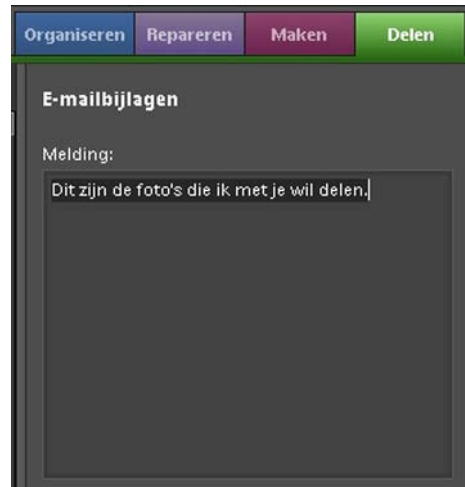 Organiseren Repareren Maken Delen
E-mailbijlagen
Melding:
Dit zijn de foto's die ik met je wil delen.